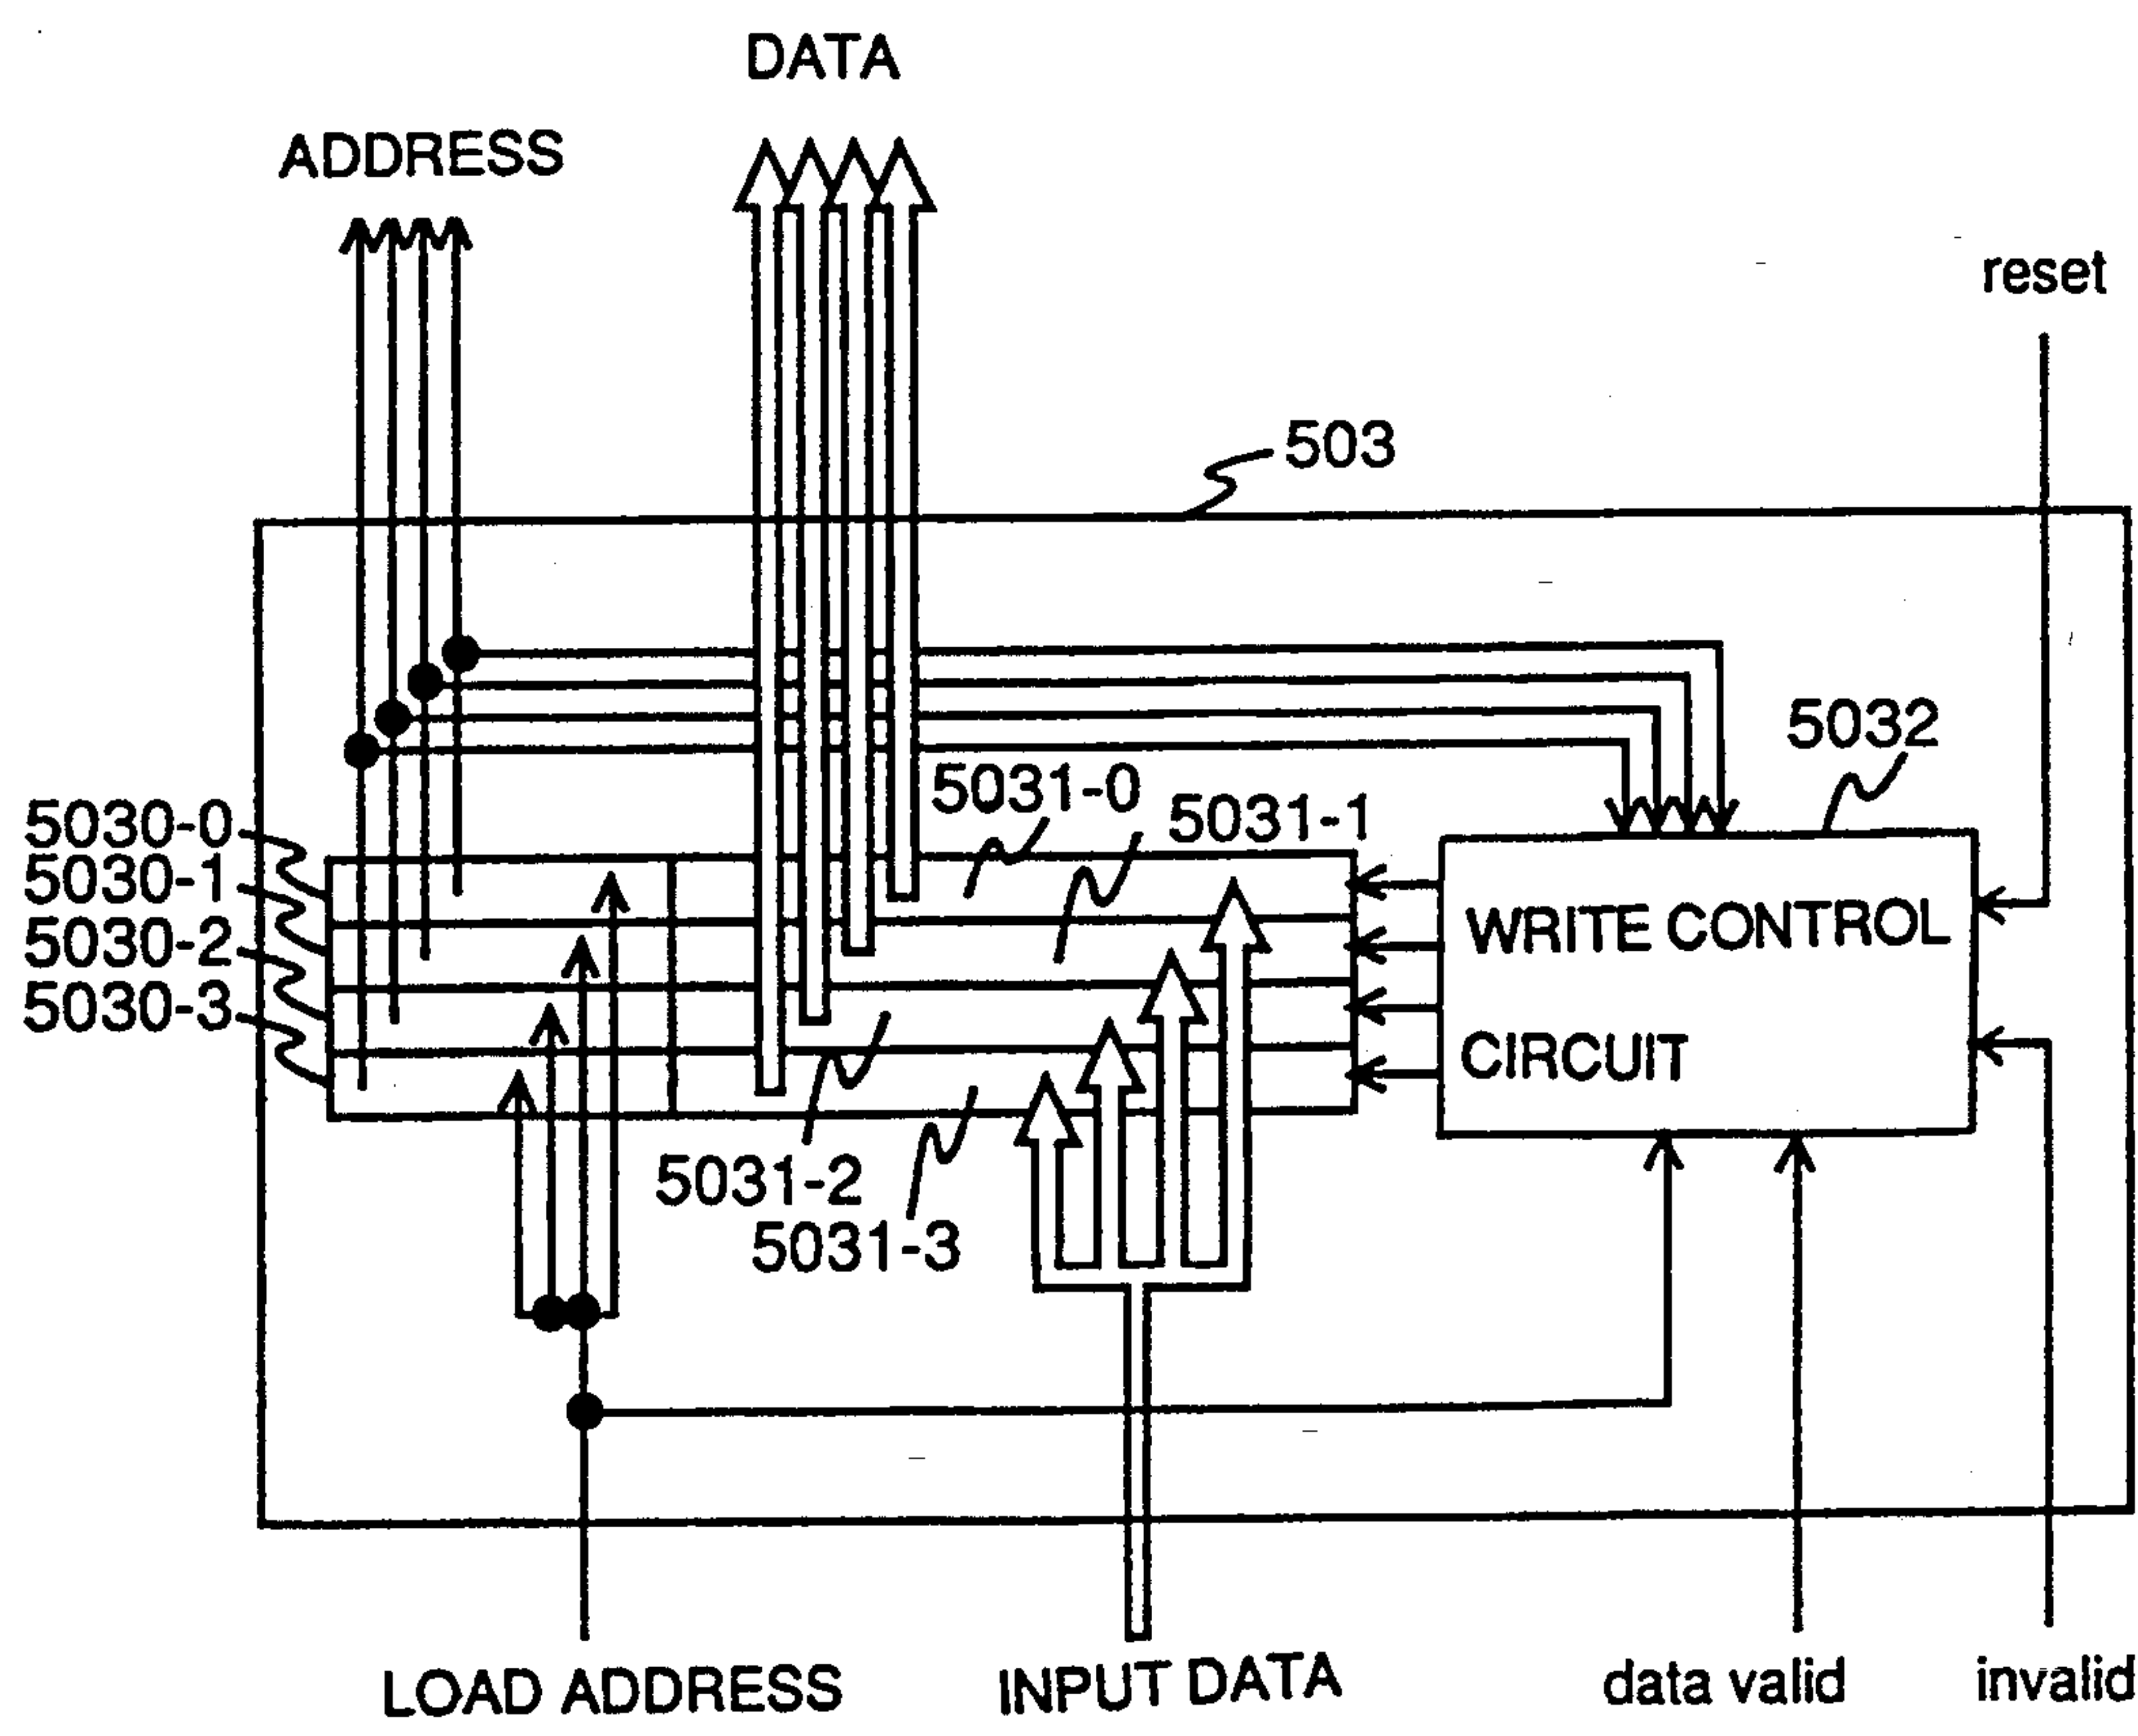 DATA
ADDRESS
reset
503
5032
5031-0
5031-1
5030-0
5030-1
5030-2
5030-3
WRITE CONTROL
CIRCUIT
5031-2
5031-3
LOAD ADDRESS
INPUT DATA
data valid
invalid